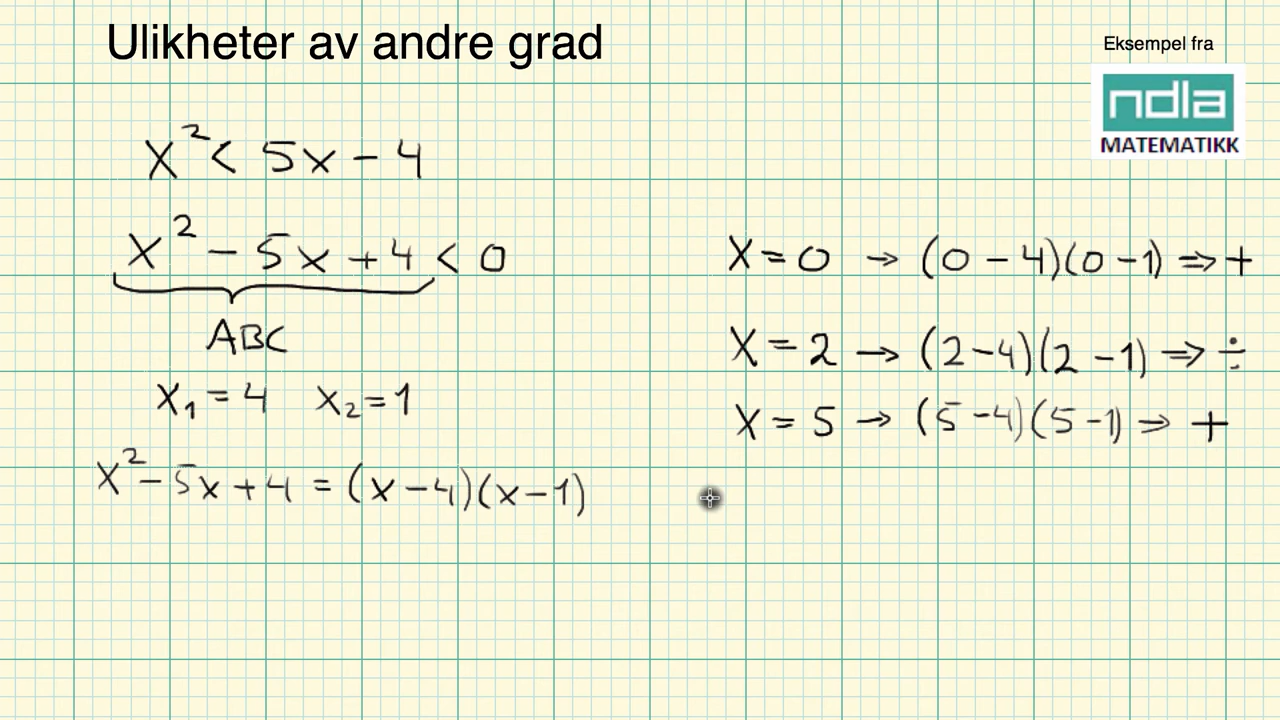 Ulikheter av andre grad
Eksempel fra
ndla
MATEMATIKK
x² < 5x - 4
x² - 5x + 4 < 0
ABC
x₁ = 4 x₂ = 1
x² - 5x + 4 = (x - 4)(x - 1)
x = 0 → (0 - 4)(0 - 1) ⇒ +
x = 2 → (2 - 4)(2 - 1) ⇒ ÷
x = 5 → (5 - 4)(5 - 1) ⇒ +